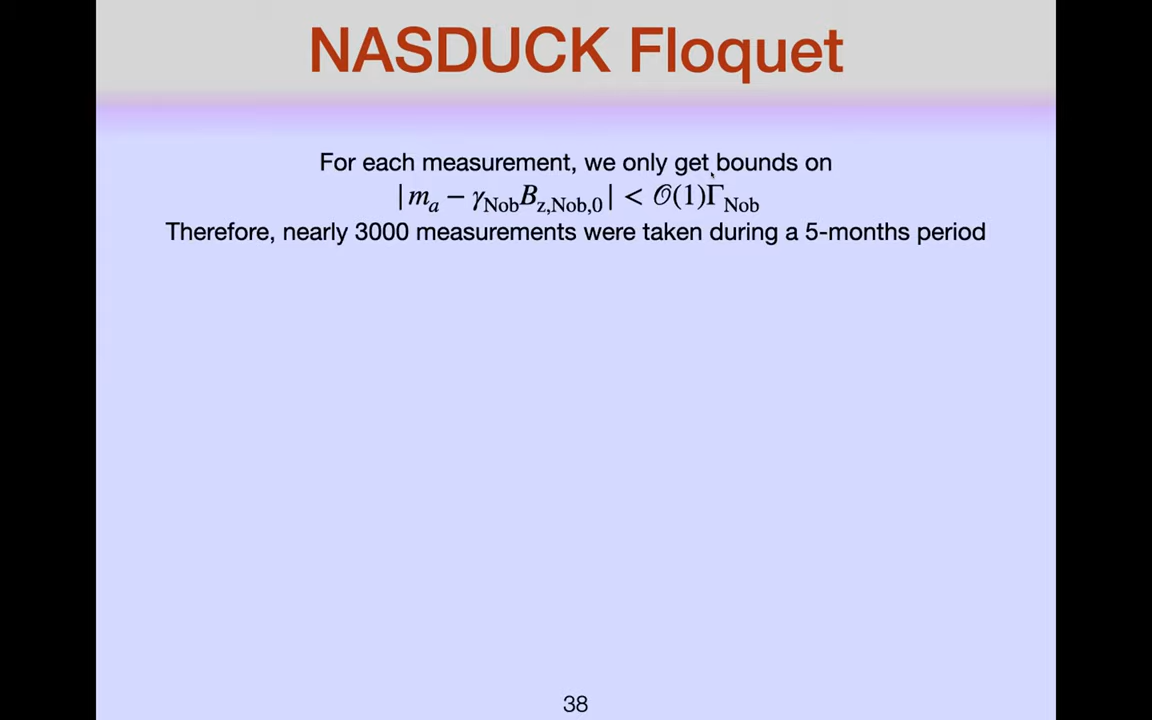 NASDUCK Floquet
For each measurement, we only get bounds on
|mₐ − γ_Nob B_z,Nob,0| < 𝒪(1)Γ_Nob
Therefore, nearly 3000 measurements were taken during a 5-months period
38